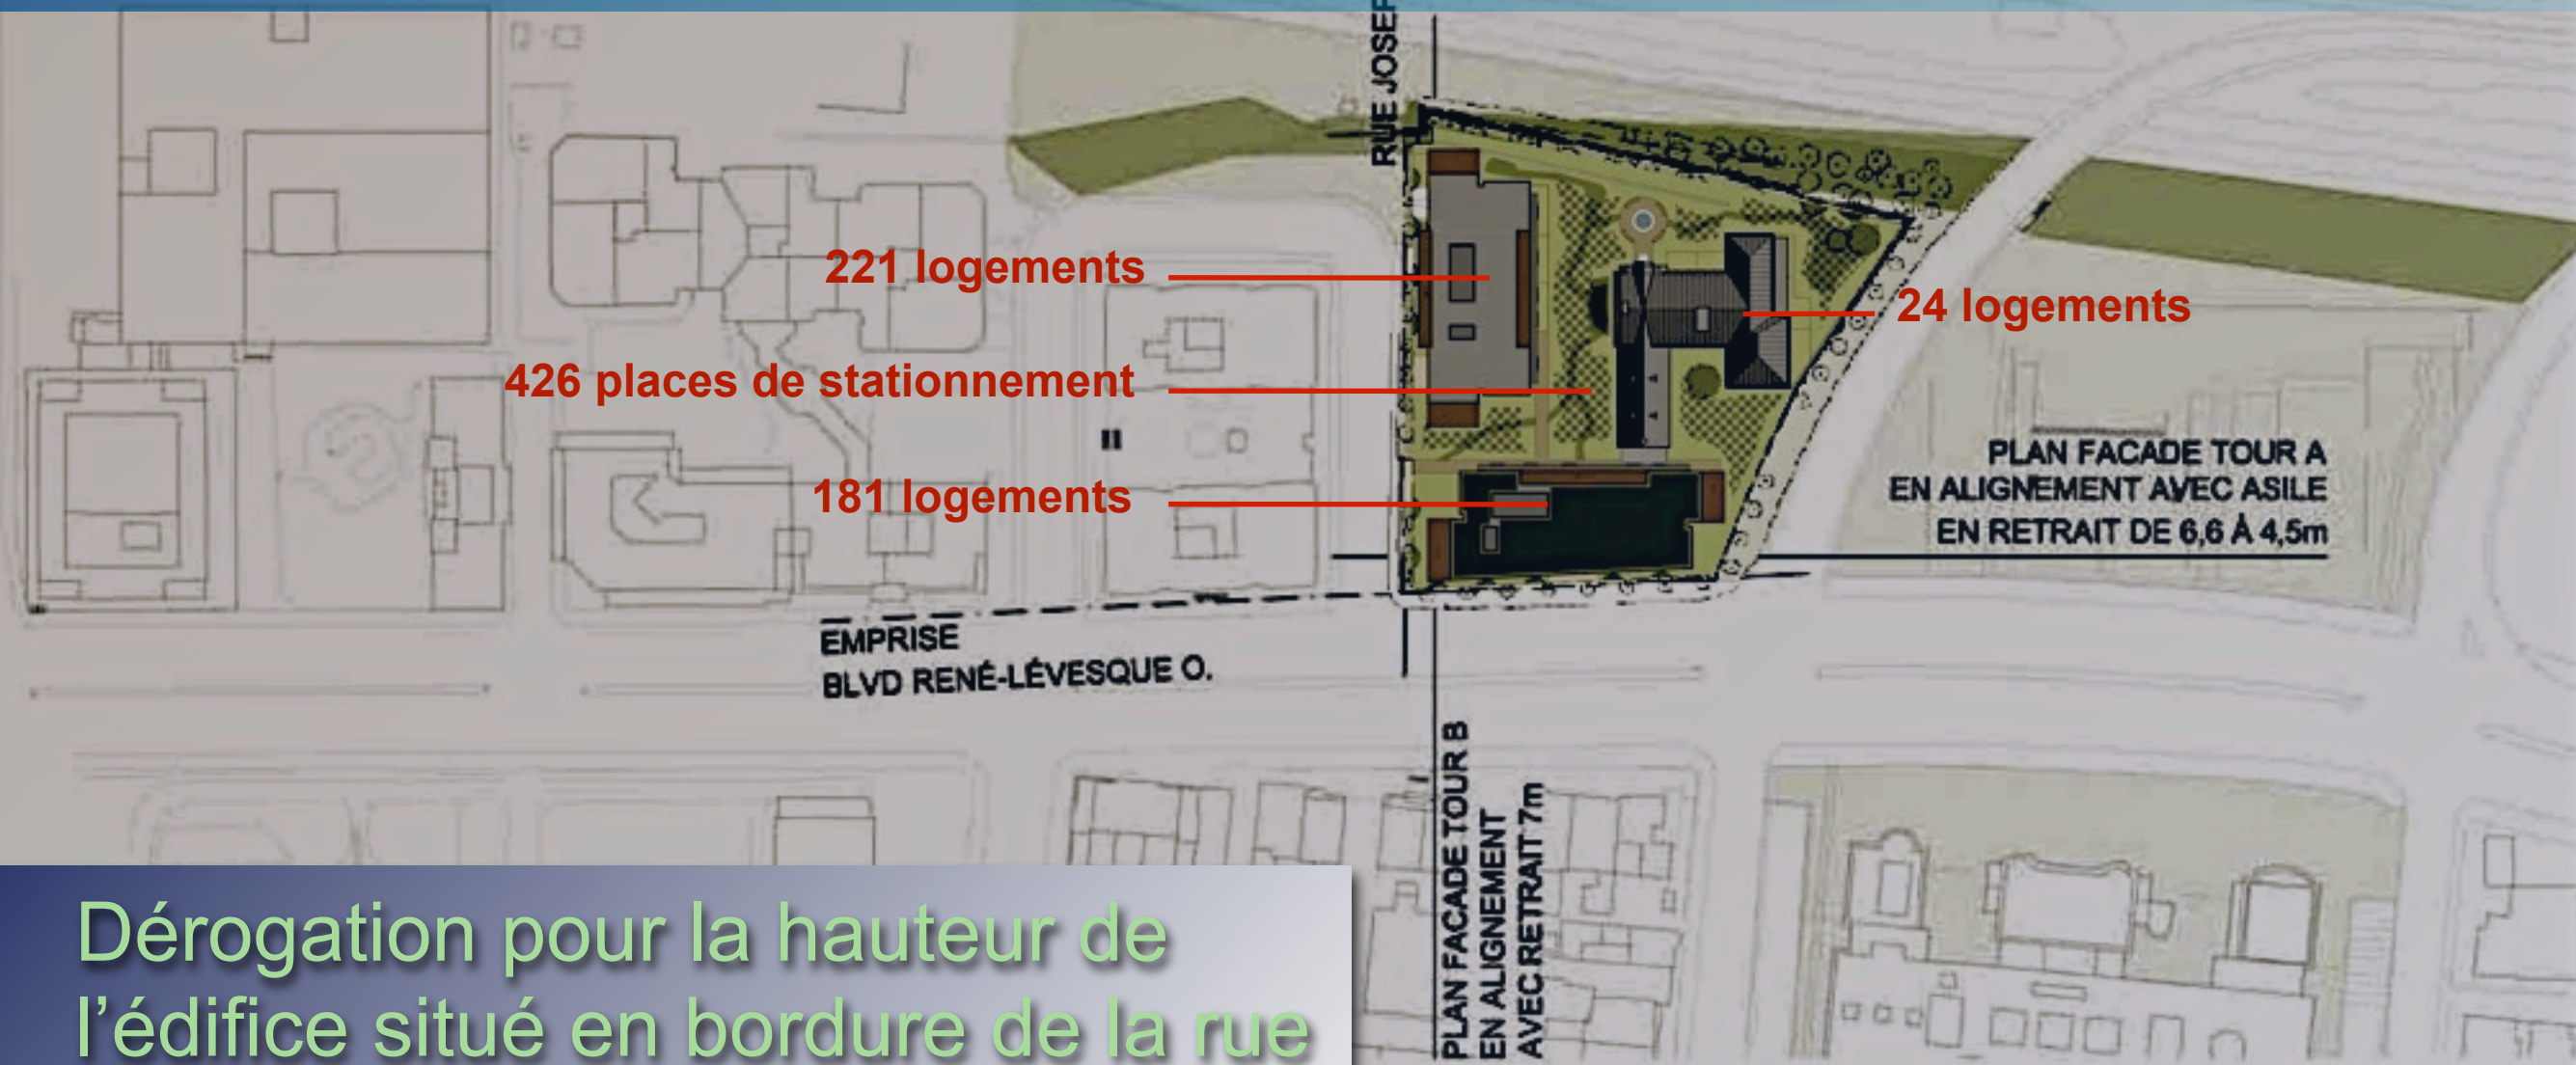 RUE JOSEP
221 logements
24 logements
426 places de stationnement
181 logements
PLAN FACADE TOUR A
EN ALIGNEMENT AVEC ASILE
EN RETRAIT DE 6,6 À 4,5m
EMPRISE
BLVD RENÉ-LÉVESQUE O.
PLAN FACADE TOUR B
EN ALIGNEMENT
AVEC RETRAIT 7m
Dérogation pour la hauteur de
l’édifice situé en bordure de la rue